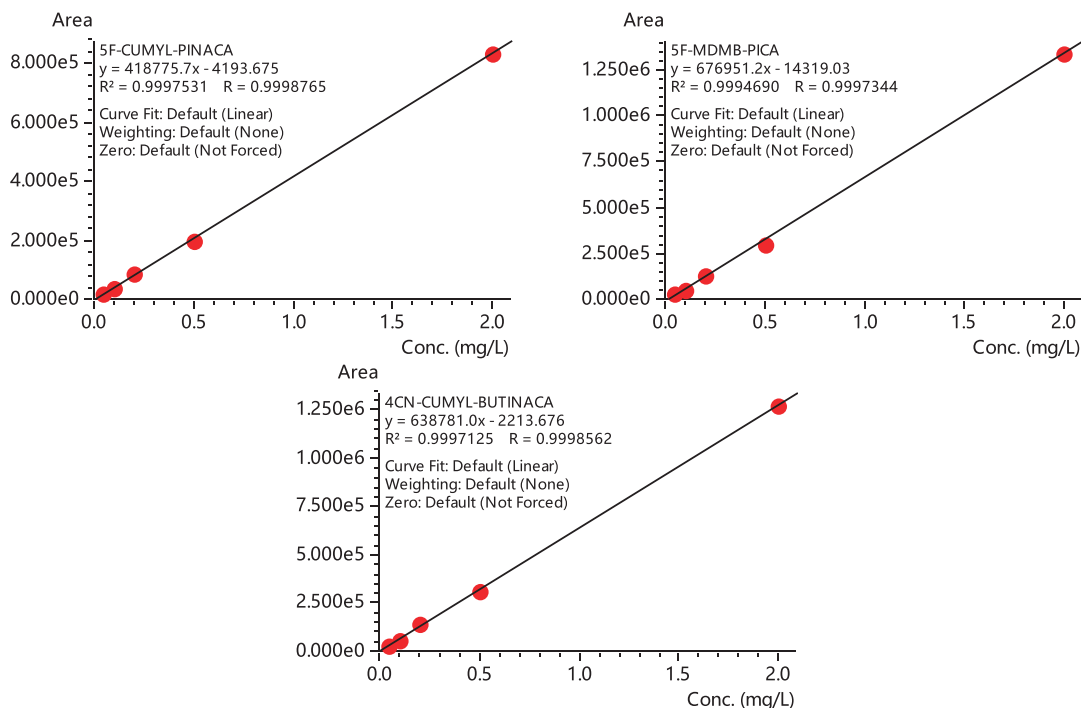 Area
5F-CUMYL-PINACA
y = 418775.7x - 4193.675
R² = 0.9997531 R = 0.9998765
Curve Fit: Default (Linear)
Weighting: Default (None)
Zero: Default (Not Forced)
8.000e5
6.000e5
4.000e5
2.000e5
0.000e0
0.0 0.5 1.0 1.5 2.0
Conc. (mg/L)
Area
5F-MDMB-PICA
y = 676951.2x - 14319.03
R² = 0.9994690 R = 0.9997344
Curve Fit: Default (Linear)
Weighting: Default (None)
Zero: Default (Not Forced)
1.250e6
1.000e6
7.500e5
5.000e5
2.500e5
0.000e0
0.0 0.5 1.0 1.5 2.0
Conc. (mg/L)
Area
4CN-CUMYL-BUTINACA
y = 638781.0x - 2213.676
R² = 0.9997125 R = 0.9998562
Curve Fit: Default (Linear)
Weighting: Default (None)
Zero: Default (Not Forced)
1.250e6
1.000e6
7.500e5
5.000e5
2.500e5
0.000e0
0.0 0.5 1.0 1.5 2.0
Conc. (mg/L)